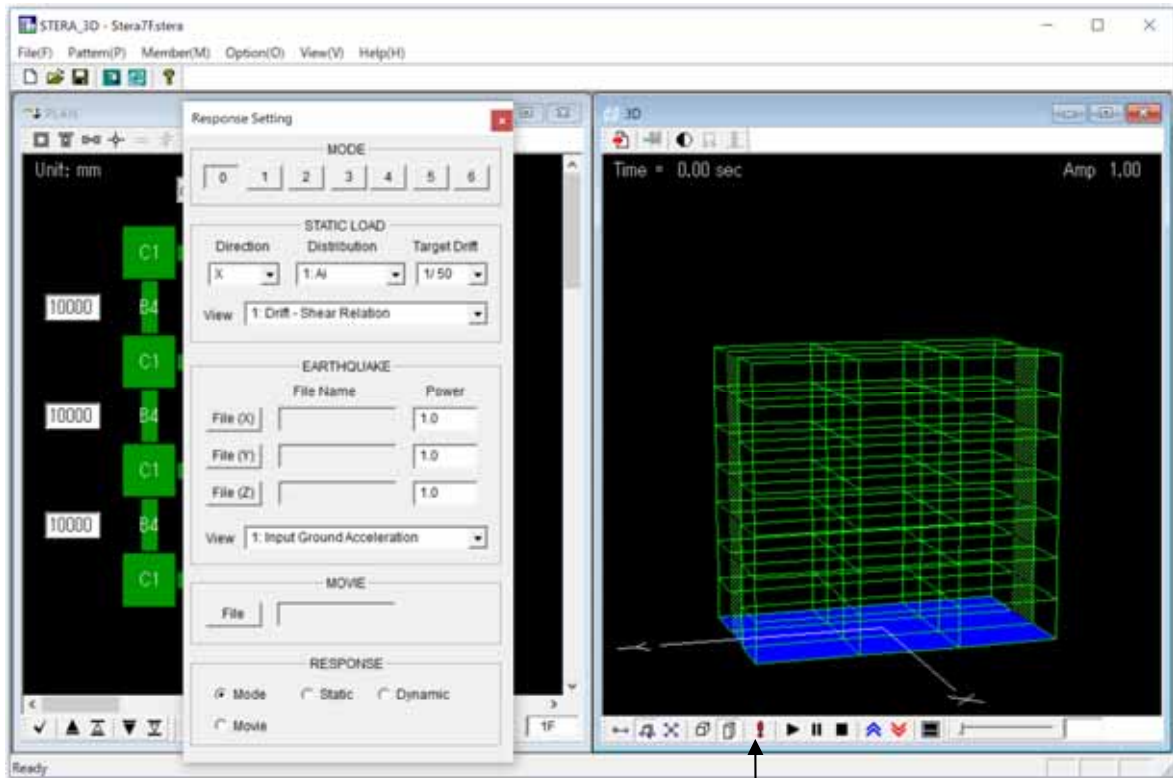 STERA_3D - Stera7F.stera
File(F) Pattern(P) Member(M) Option(O) View(V) Help(H)
PLAN
Unit: mm
C1
10000 B4
C1
10000 B4
C1
10000 B4
C1
1F
Ready
Response Setting
MODE
0 1 2 3 4 5 6
STATIC LOAD
Direction Distribution Target Drift
X 1: Ai 1/ 50
View 1: Drift - Shear Relation
EARTHQUAKE
File Name Power
File (X) 1.0
File (Y) 1.0
File (Z) 1.0
View 1: Input Ground Acceleration
MOVIE
File
RESPONSE
Mode Static Dynamic
Movie
3D
Time = 0.00 sec Amp 1.00